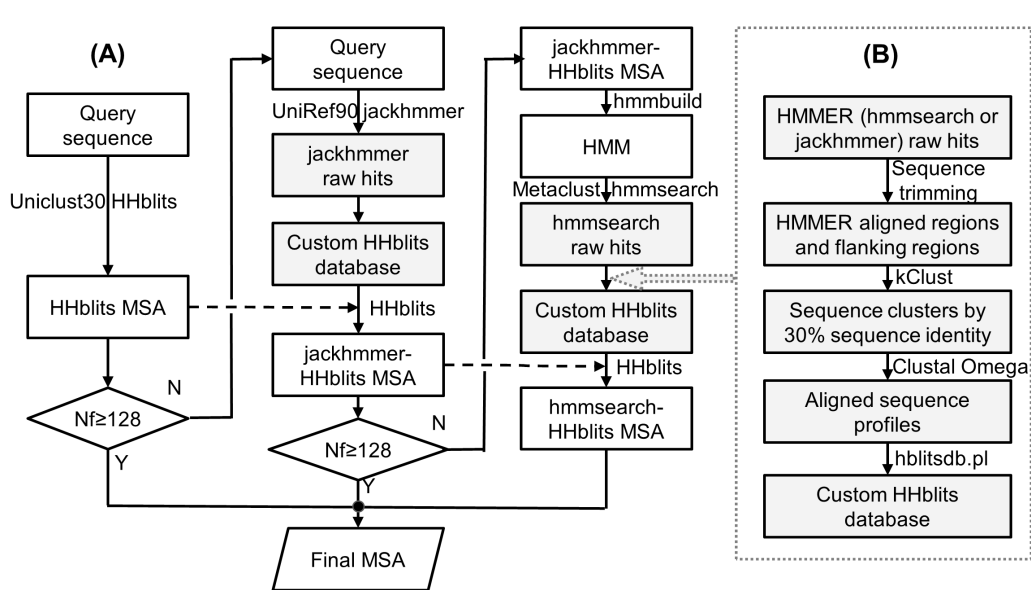 (A)
Query
sequence
Uniclust30 HHblits
HHblits MSA
Nf≥128
N
Y
Query
sequence
UniRef90 jackhmmer
jackhmmer
raw hits
Custom HHblits
database
HHblits
jackhmmer-
HHblits MSA
Nf≥128
N
Y
Final MSA
jackhmmer-
HHblits MSA
hmmbuild
HMM
Metaclust hmmsearch
hmmsearch
raw hits
Custom HHblits
database
HHblits
hmmsearch-
HHblits MSA
(B)
HMMER (hmmsearch or
jackhmmer) raw hits
Sequence
trimming
HMMER aligned regions
and flanking regions
kClust
Sequence clusters by
30% sequence identity
Clustal Omega
Aligned sequence
profiles
hblitsdb.pl
Custom HHblits
database